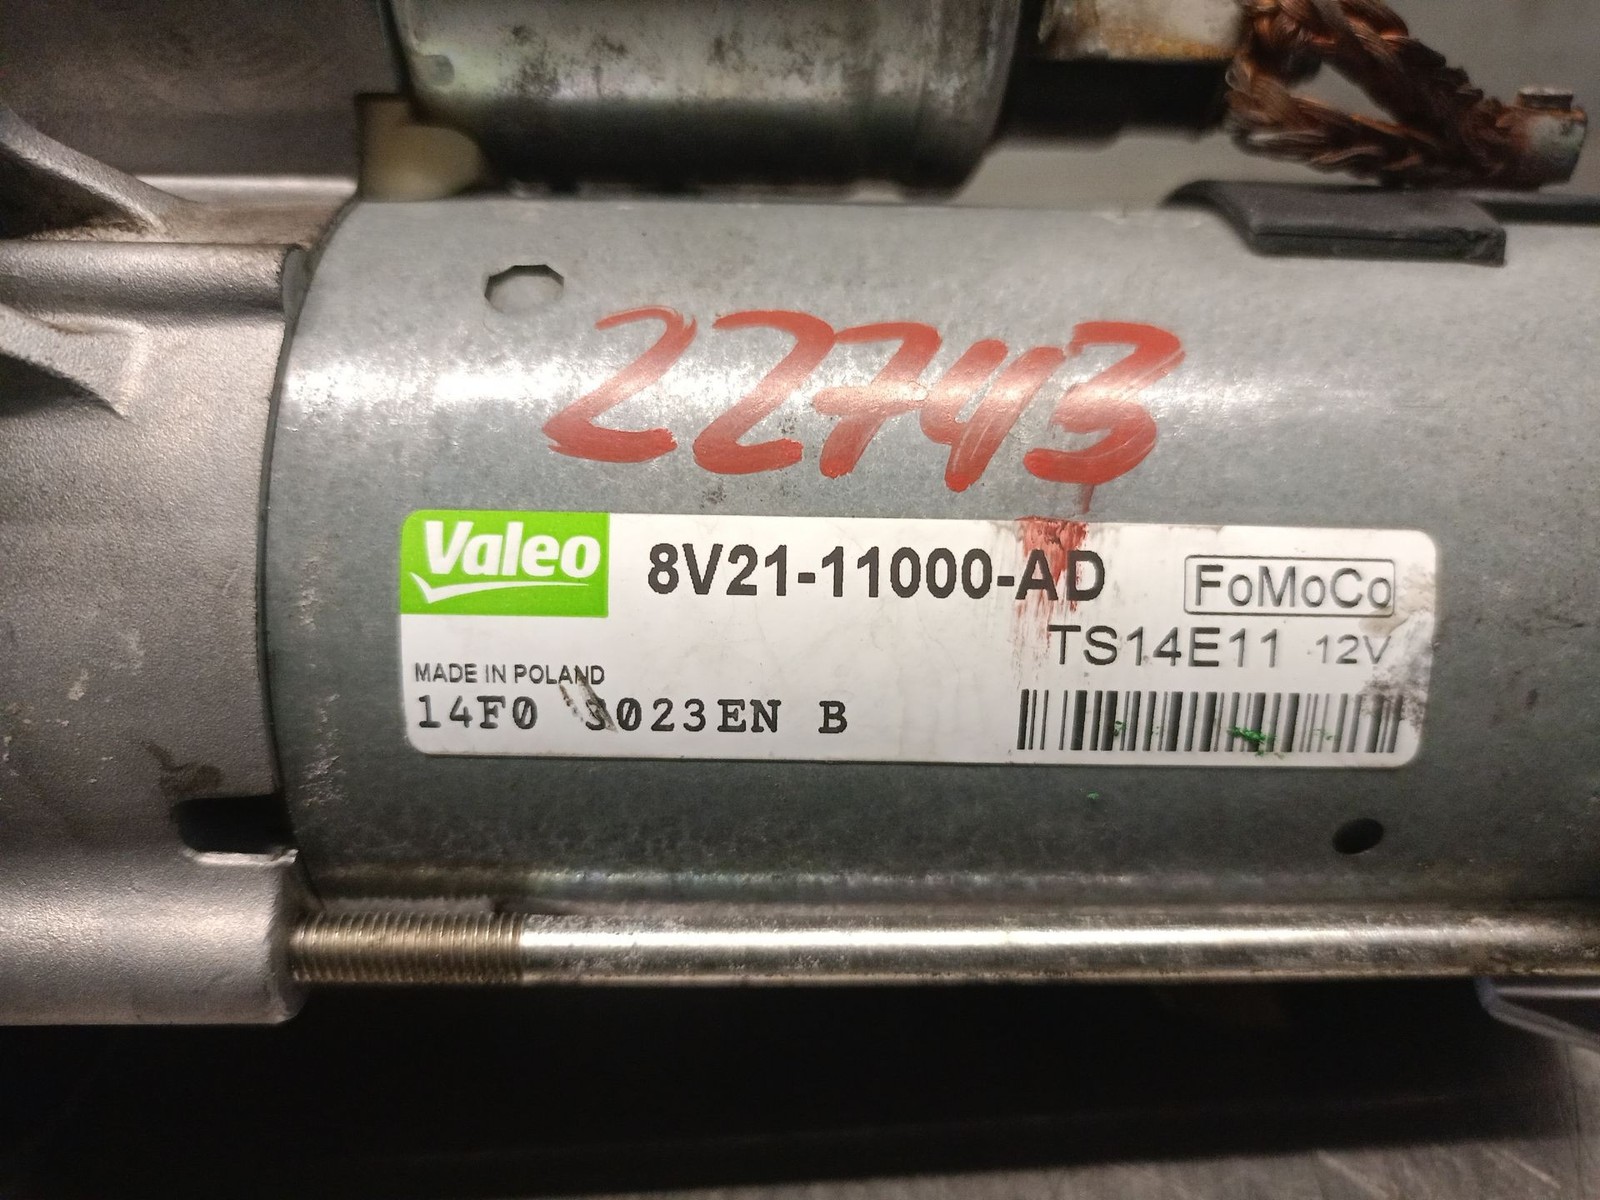 22743
Valeo
8V21-11000-AD
FoMoCo
TS14E11 12V
MADE IN POLAND
14F0 3023EN B